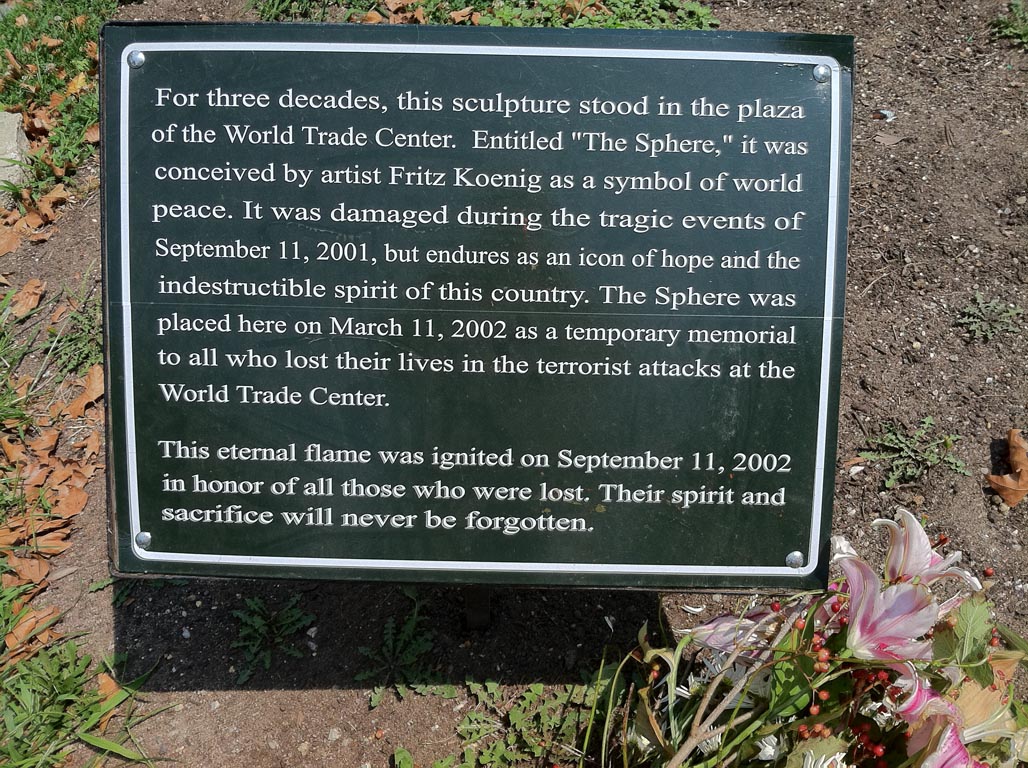 For three decades, this sculpture stood in the plaza
of the World Trade Center. Entitled "The Sphere," it was
conceived by artist Fritz Koenig as a symbol of world
peace. It was damaged during the tragic events of
September 11, 2001, but endures as an icon of hope and the
indestructible spirit of this country. The Sphere was
placed here on March 11, 2002 as a temporary memorial
to all who lost their lives in the terrorist attacks at the
World Trade Center.
This eternal flame was ignited on September 11, 2002
in honor of all those who were lost. Their spirit and
sacrifice will never be forgotten.